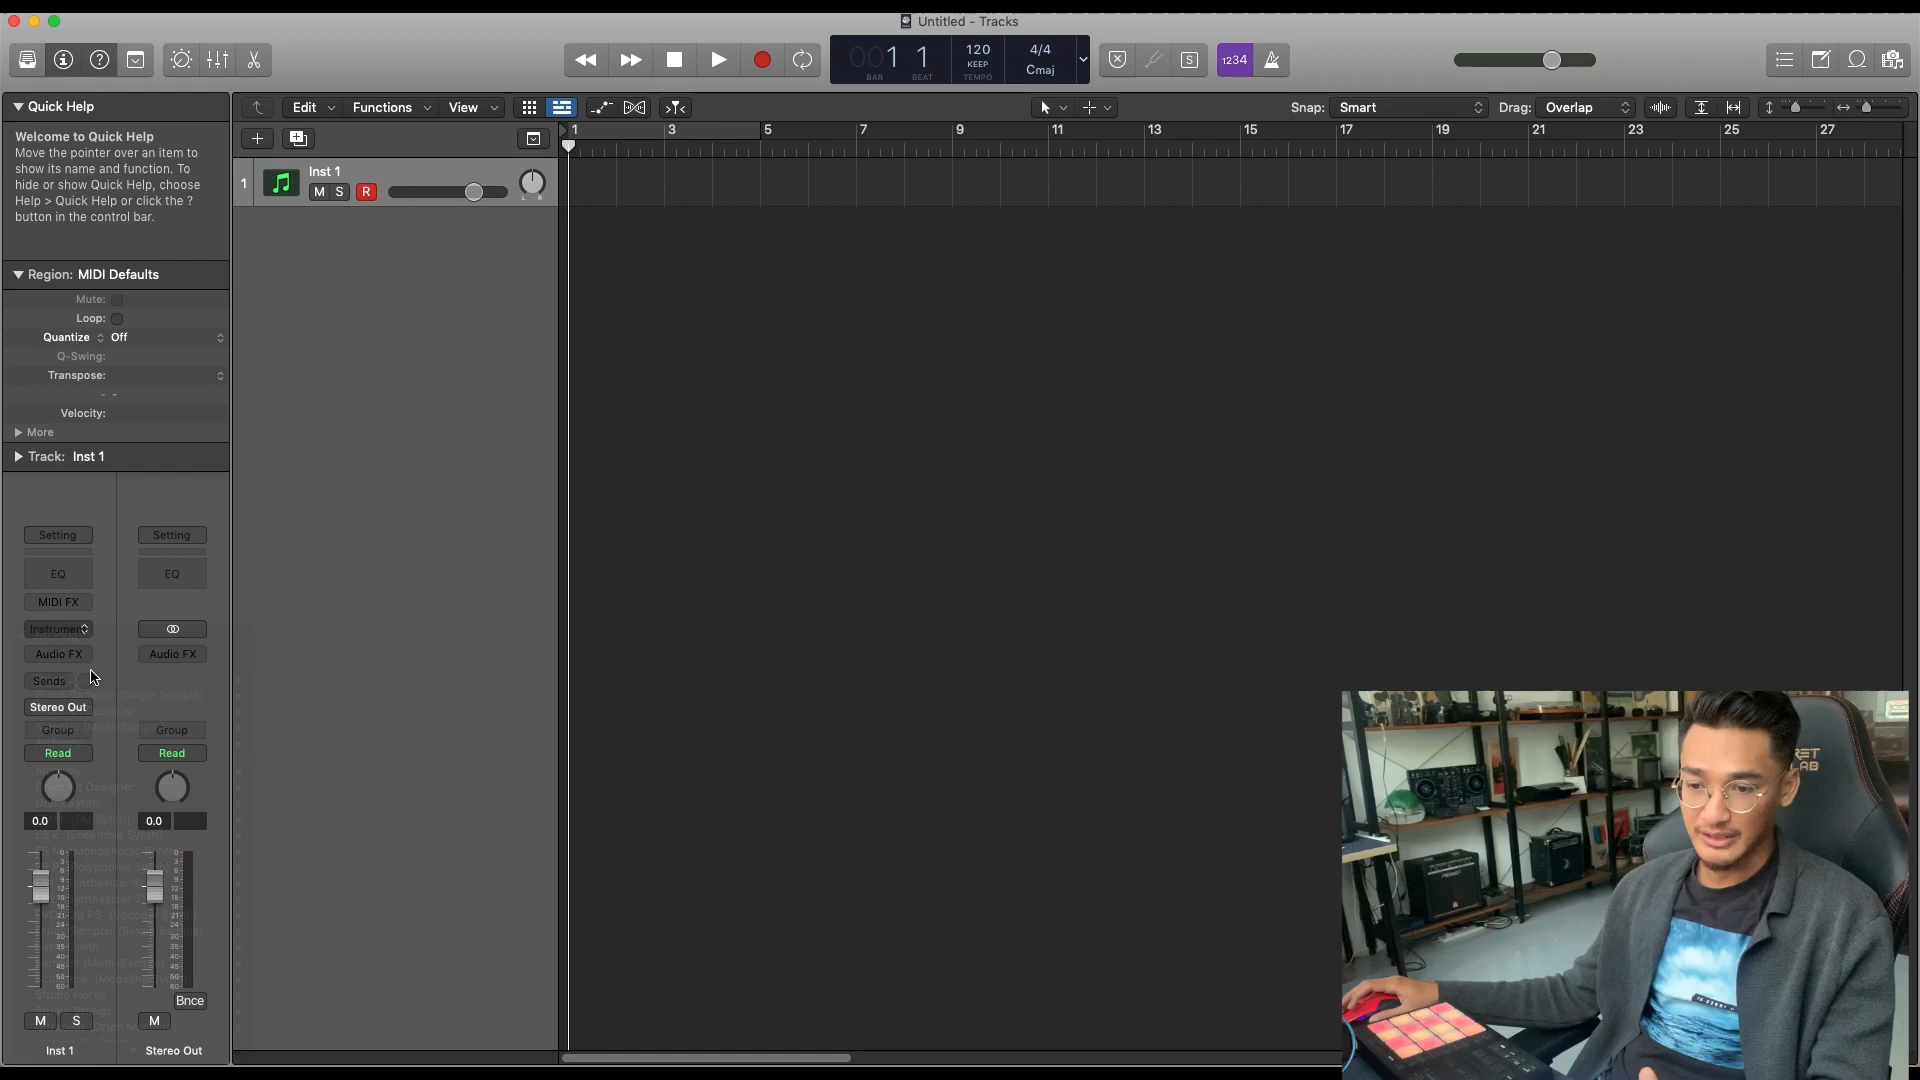 Untitled - Tracks
001 1
BAR BEAT
120
KEEP
TEMPO
4/4
Cmaj
S
1234
Quick Help
Welcome to Quick Help
Move the pointer over an item to
show its name and function. To
hide or show Quick Help, choose
Help > Quick Help or click the ?
button in the control bar.
Edit
Functions
View
Snap: Smart
Drag: Overlap
1 3 5 7 9 11 13 15 17 19 21 23 25 27
1
Inst 1
M S R
L R
Region: MIDI Defaults
Mute:
Loop:
Quantize Off
Q-Swing:
Transpose:
- -
Velocity:
More
Track: Inst 1
Setting Setting
EQ EQ
MIDI FX
Instrument
Audio FX Audio FX
Sends
Stereo Out
Group Group
Read Read
0.0 0.0
Bnce
M S M
Inst 1 Stereo Out